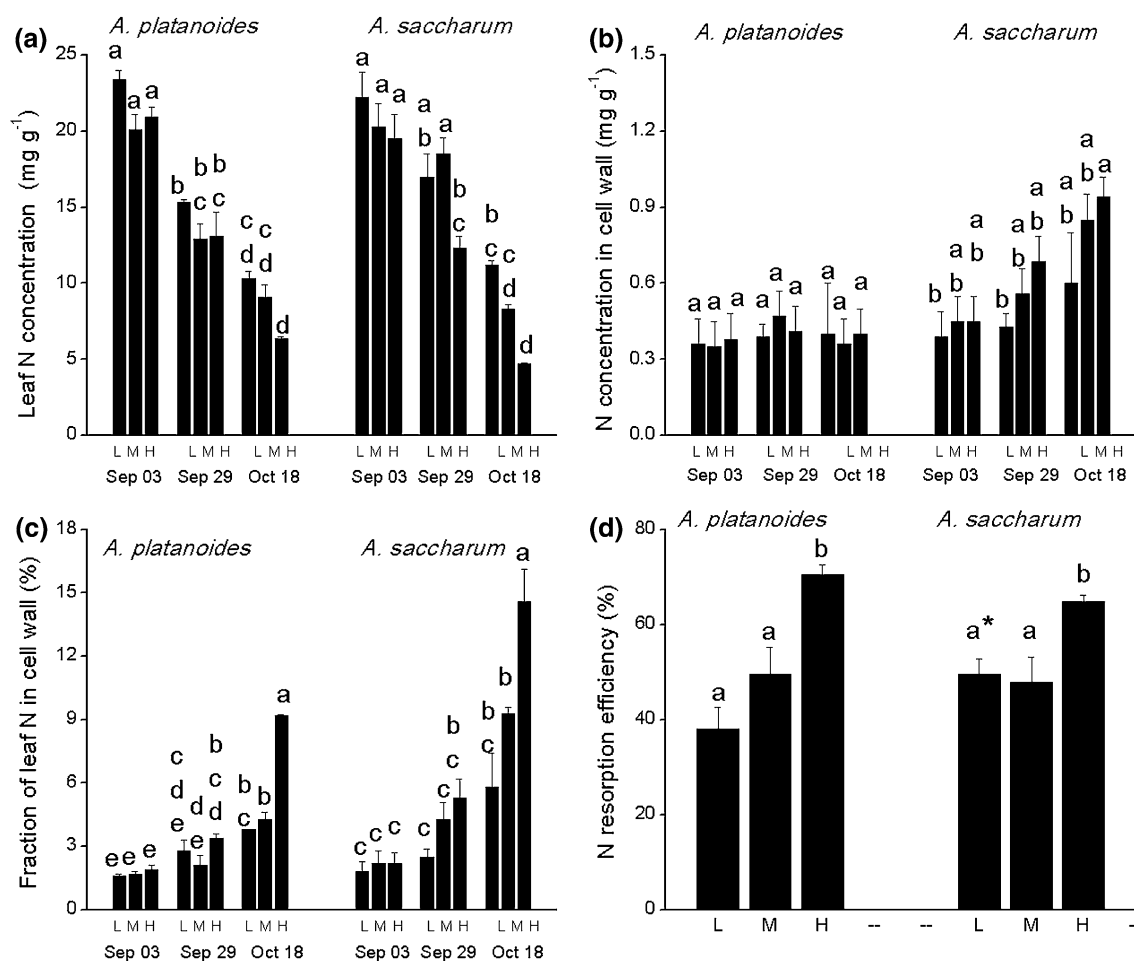 (a) A. platanoides A. saccharum
Leaf N concentration (mg g⁻¹)
25
20
15
10
5
0
a a a b b c b c c d c d d
a a a a b a b c b c c d d
L M H L M H L M H L M H L M H L M H
Sep 03 Sep 29 Oct 18 Sep 03 Sep 29 Oct 18
(b) A. platanoides A. saccharum
N concentration in cell wall (mg g⁻¹)
1.5
1.2
0.9
0.6
0.3
0.0
a a a a a a a a a
b a b a b b a b a b a b a b a
L M H L M H L M H L M H L M H L M H
Sep 03 Sep 29 Oct 18 Sep 03 Sep 29 Oct 18
(c) A. platanoides A. saccharum
Fraction of leaf N in cell wall (%)
18
15
12
9
6
3
0
e e e c d e d e b c d b c b a
c c c c c b c b c b a
L M H L M H L M H L M H L M H L M H
Sep 03 Sep 29 Oct 18 Sep 03 Sep 29 Oct 18
(d) A. platanoides A. saccharum
N resorption efficiency (%)
80
60
40
20
0
a a b a* a b
L M H -- -- L M H -